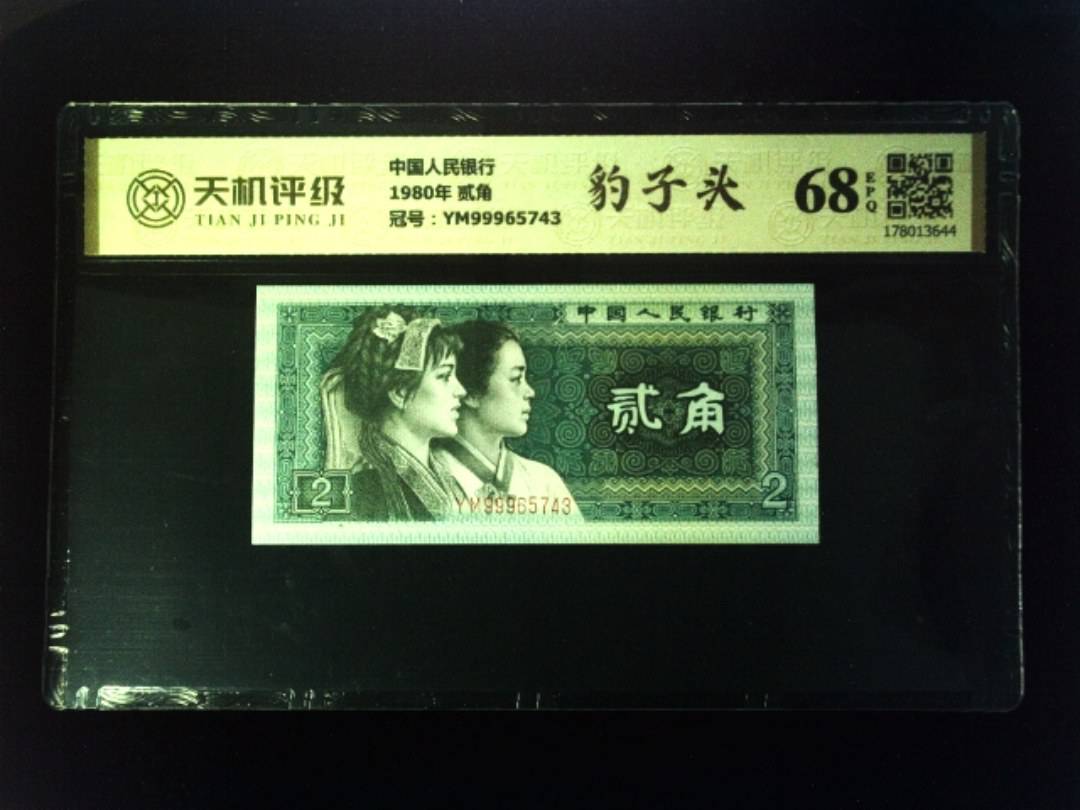 天机评级
TIAN JI PING JI
中国人民银行
1980年 贰角
冠号：YM99965743
豹子头
68
EPQ
178013644
中国人民银行
贰角
2
YM99965743
2